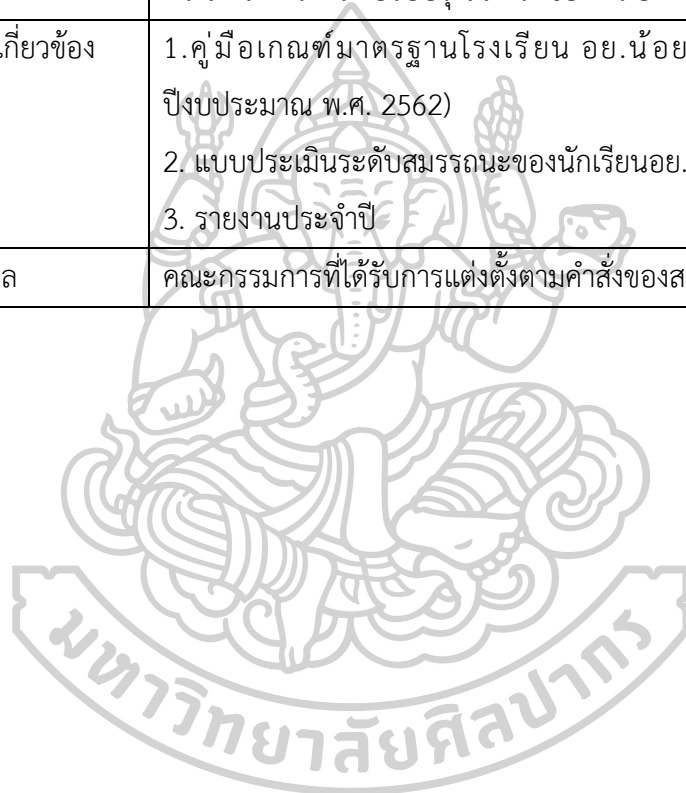 กี่ยวข้อง
1.คู่มือเกณฑ์มาตรฐานโรงเรียน อย.น้อย
ปีงบประมาณ พ.ศ. 2562)
2. แบบประเมินระดับสมรรถนะของนักเรียนอย.
3. รายงานประจำปี
ล
คณะกรรมการที่ได้รับการแต่งตั้งตามคำสั่งของส
มหาวิทยาลัยศิลปากร